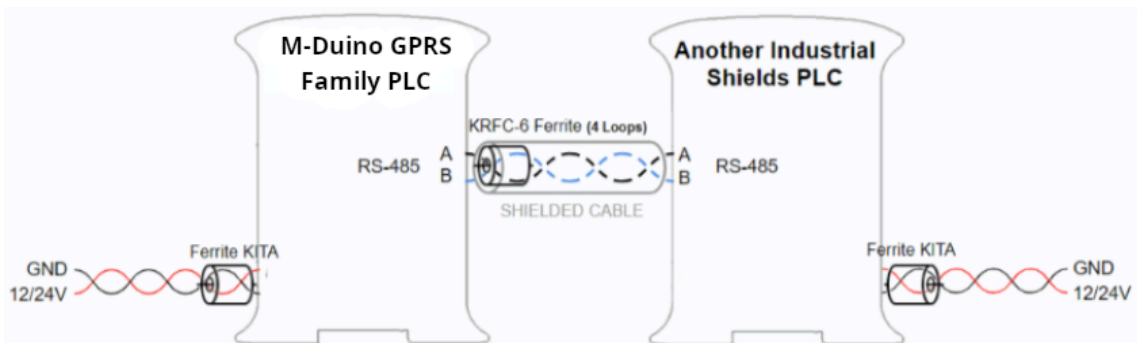 M-Duino GPRS
Family PLC
Another Industrial
Shields PLC
KRFC-6 Ferrite (4 Loops)
RS-485
A
B
A
B
RS-485
SHIELDED CABLE
Ferrite KITA
GND
12/24V
Ferrite KITA
GND
12/24V